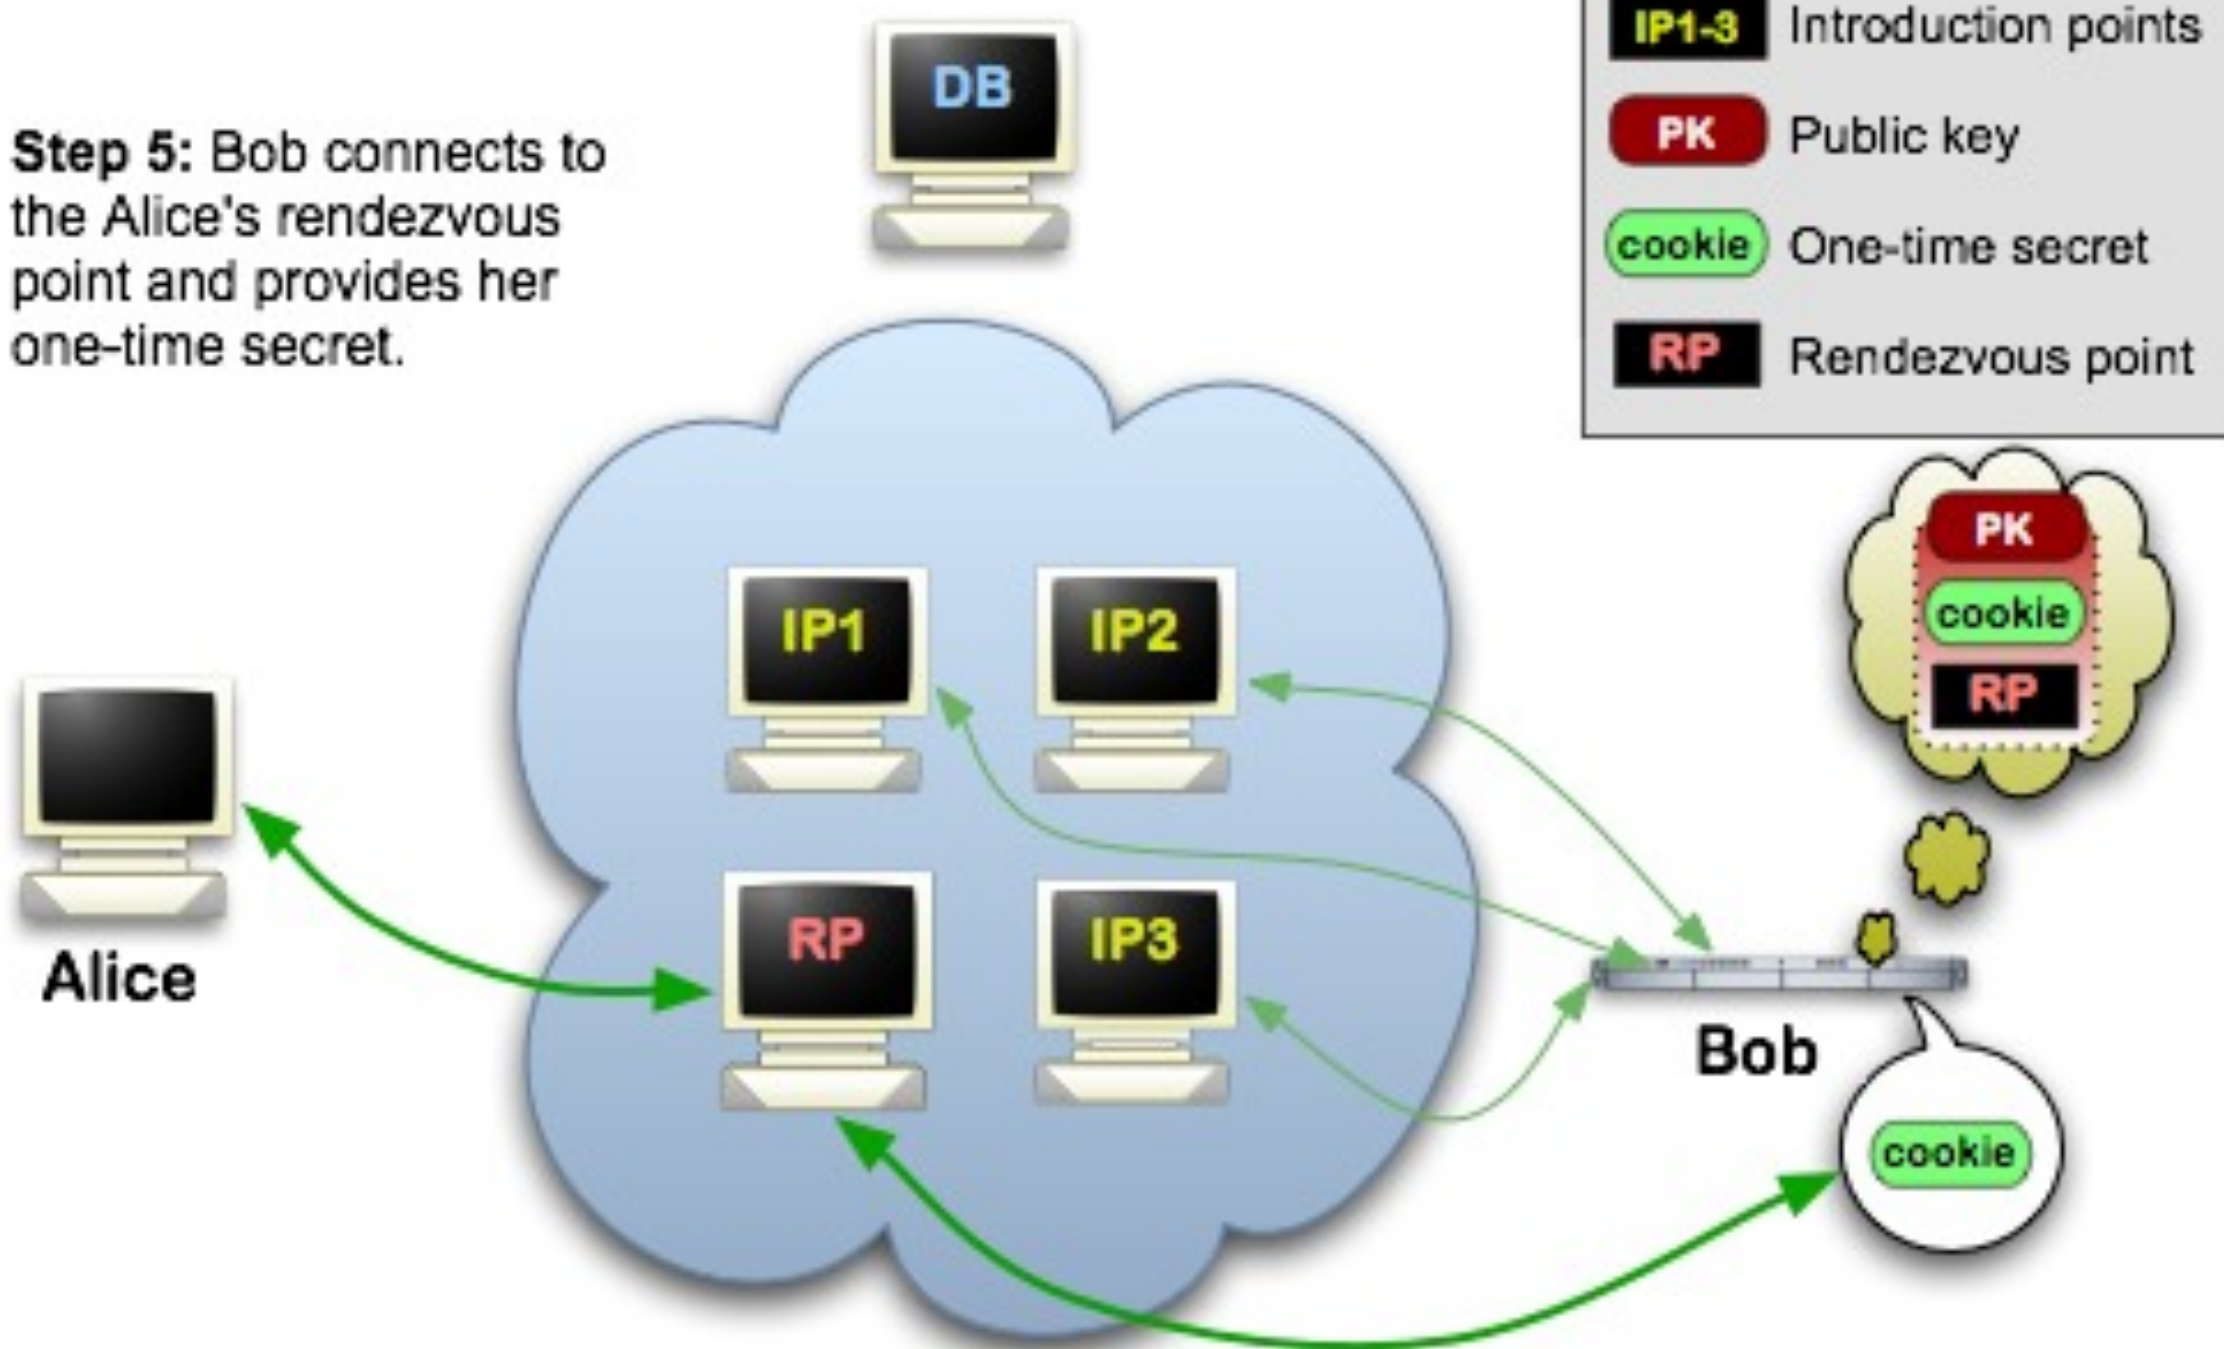 Step 5: Bob connects to
the Alice's rendezvous
point and provides her
one-time secret.
DB
IP1-3 Introduction points
PK Public key
cookie One-time secret
RP Rendezvous point
PK
cookie
RP
IP1
IP2
RP
IP3
Alice
Bob
cookie